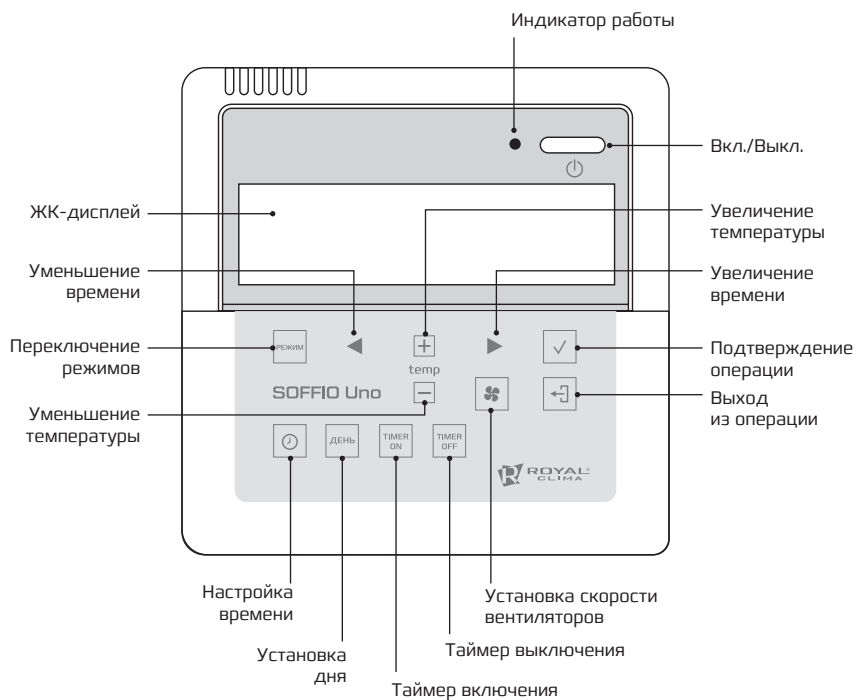 Индикатор работы
Вкл./Выкл.
ЖК-дисплей
Увеличение
температуры
Уменьшение
времени
Увеличение
времени
РЕЖИМ
temp
Переключение
режимов
Подтверждение
операции
SOFFIO Uno
Выход
из операции
Уменьшение
температуры
ДЕНЬ
TIMER
ON
TIMER
OFF
ROYAL®
CLIMA
Настройка
времени
Установка скорости
вентиляторов
Установка
дня
Таймер выключения
Таймер включения